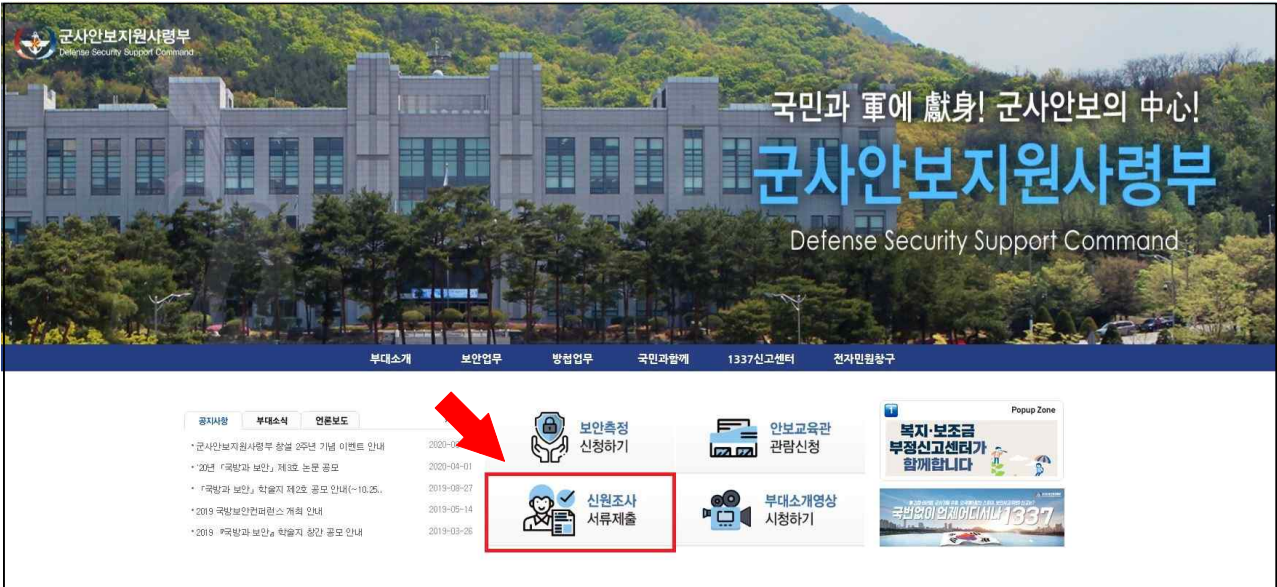 군사안보지원사령부
Defense Security Support Command
국민과 軍에 獻身! 군사안보의 中心!
군사안보지원사령부
Defense Security Support Command
부대소개 보안업무 방첩업무 국민과함께 1337신고센터 전자민원창구
공지사항 부대소식 언론보도
군사안보지원사령부 창설 2주년 기념 이벤트 안내
'20년 「국방과 보안」 제3호 논문 공모 2020-04-01
「국방과 보안」 학술지 제2호 공모 안내(~10.25.. 2019-08-27
2019 국방보안컨퍼런스 개최 안내 2019-05-14
2019 『국방과 보안』 학술지 창간 공모 안내 2019-03-26
보안측정
신청하기
안보교육관
관람신청
신원조사
서류제출
부대소개영상
시청하기
Popup Zone
복지·보조금
부정신고센터가
함께합니다
국번없이 언제어디서나 1337